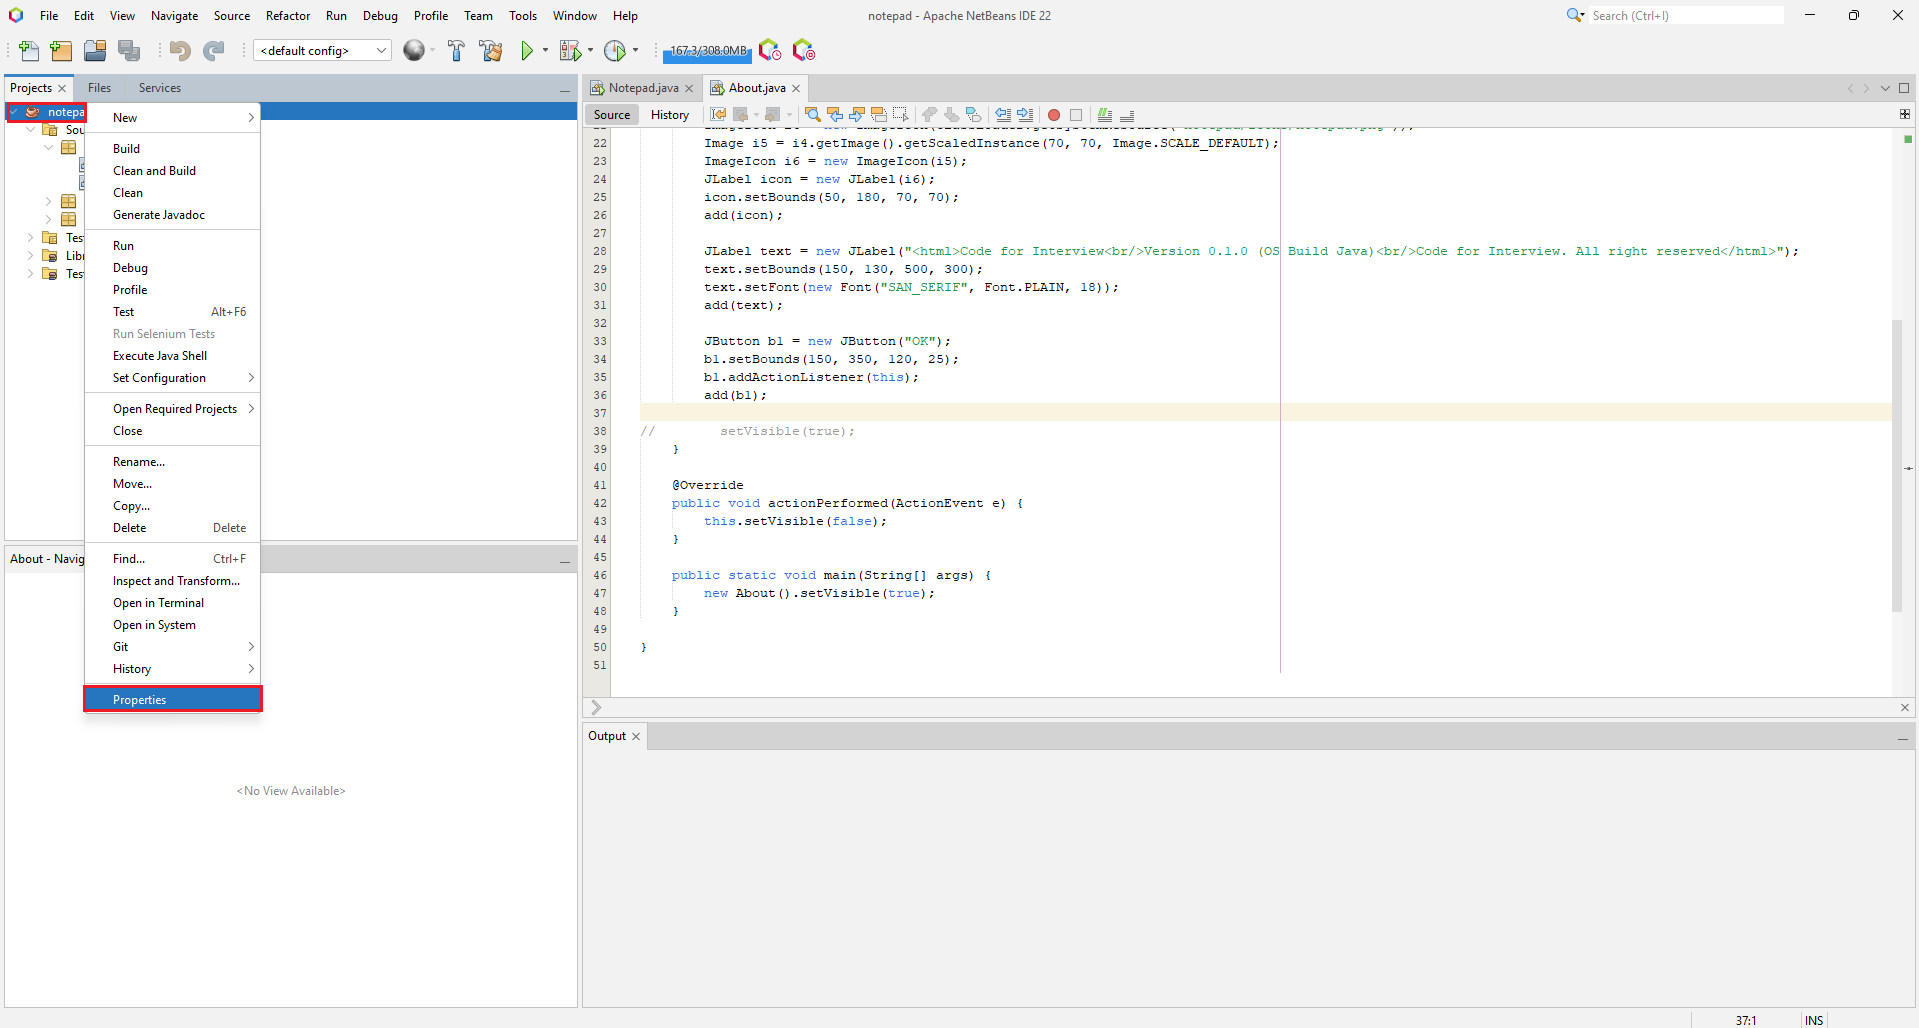 File Edit View Navigate Source Refactor Run Debug Profile Team Tools Window Help
notepad - Apache NetBeans IDE 22
Search (Ctrl+I)
<default config>
167.3/308.0MB
Projects Files Services
notepa
Sou
Tes
Libr
Tes
New
Build
Clean and Build
Clean
Generate Javadoc
Run
Debug
Profile
Test Alt+F6
Run Selenium Tests
Execute Java Shell
Set Configuration
Open Required Projects
Close
Rename...
Move...
Copy...
Delete Delete
Find... Ctrl+F
Inspect and Transform...
Open in Terminal
Open in System
Git
History
Properties
About - Navig
<No View Available>
Notepad.java About.java
Source History
22 Image i5 = i4.getImage().getScaledInstance(70, 70, Image.SCALE_DEFAULT);
23 ImageIcon i6 = new ImageIcon(i5);
24 JLabel icon = new JLabel(i6);
25 icon.setBounds(50, 180, 70, 70);
26 add(icon);
27
28 JLabel text = new JLabel("<html>Code for Interview<br/>Version 0.1.0 (OS Build Java)<br/>Code for Interview. All right reserved</html>");
29 text.setBounds(150, 130, 500, 300);
30 text.setFont(new Font("SAN_SERIF", Font.PLAIN, 18));
31 add(text);
32
33 JButton b1 = new JButton("OK");
34 b1.setBounds(150, 350, 120, 25);
35 b1.addActionListener(this);
36 add(b1);
37
38 // setVisible(true);
39 }
40
41 @Override
42 public void actionPerformed(ActionEvent e) {
43 this.setVisible(false);
44 }
45
46 public static void main(String[] args) {
47 new About().setVisible(true);
48 }
49
50 }
51
Output
37:1 INS